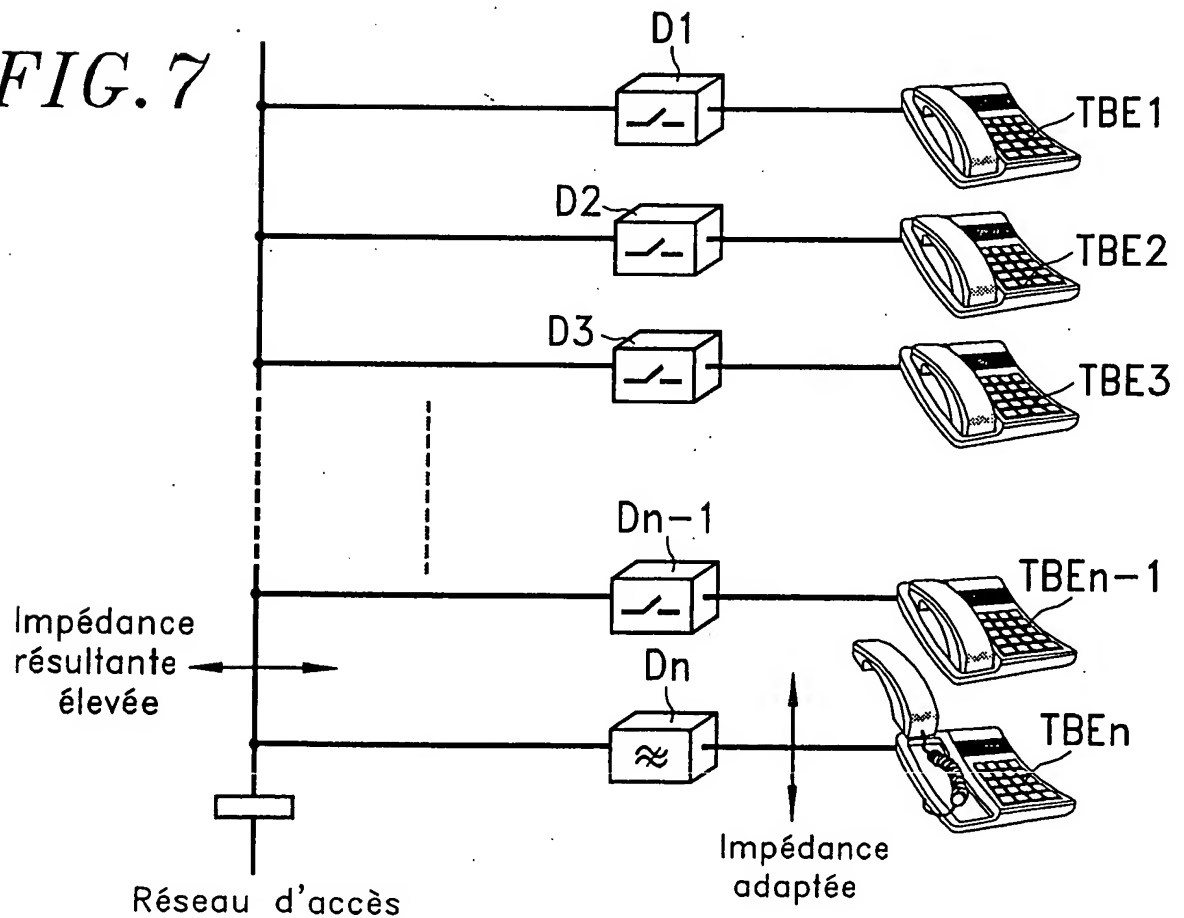 FIG. 7
D1
TBE1
D2
TBE2
D3
TBE3
Dn-1
TBEn-1
Impédance
résultante
élevée
Dn
TBEn
Impédance
adaptée
Réseau d'accès